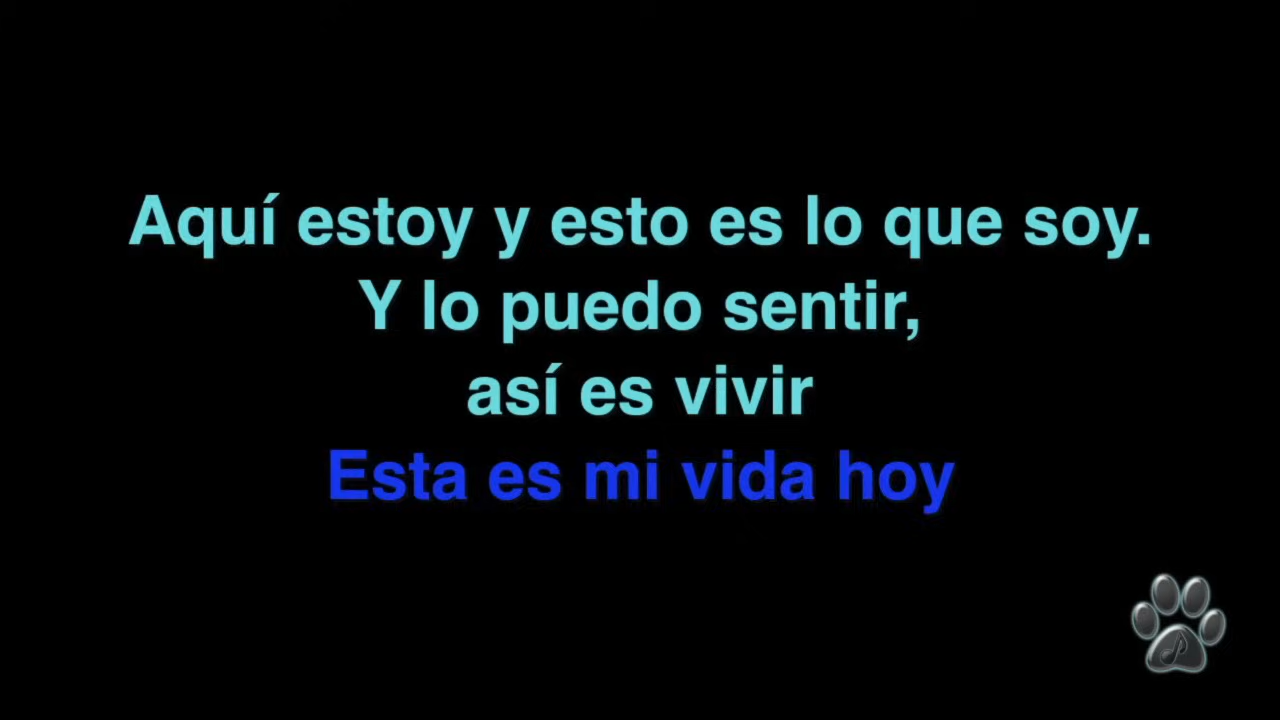 Aquí estoy y esto es lo que soy.
Y lo puedo sentir,
así es vivir
Esta es mi vida hoy